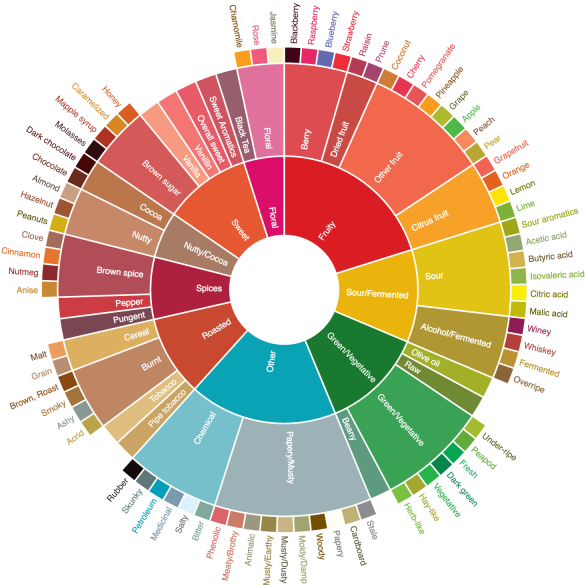 Fruity
Sour/Fermented
Green/Vegetative
Other
Roasted
Spices
Nutty/Cocoa
Sweet
Floral
Berry
Dried fruit
Other fruit
Citrus fruit
Sour
Alcohol/Fermented
Olive oil
Raw
Green/Vegetative
Beany
Papery/Musty
Chemical
Pipe tobacco
Tobacco
Burnt
Cereal
Pungent
Pepper
Brown spice
Nutty
Cocoa
Brown sugar
Vanilla
Vanillin
Overall sweet
Sweet Aromatics
Black Tea
Floral
Blackberry
Raspberry
Blueberry
Strawberry
Raisin
Prune
Coconut
Cherry
Pomegranate
Pineapple
Grape
Apple
Peach
Pear
Grapefruit
Orange
Lemon
Lime
Sour aromatics
Acetic acid
Butyric acid
Isovaleric acid
Citric acid
Malic acid
Winey
Whiskey
Fermented
Overripe
Under-ripe
Peapod
Fresh
Dark green
Vegetative
Hay-like
Herb-like
Stale
Cardboard
Papery
Woody
Moldy/Damp
Musty/Dusty
Musty/Earthy
Animalic
Meaty/Brothy
Phenolic
Bitter
Salty
Medicinal
Petroleum
Skunky
Rubber
Acrid
Ashy
Smoky
Brown, Roast
Grain
Malt
Anise
Nutmeg
Cinnamon
Clove
Peanuts
Hazelnut
Almond
Chocolate
Dark chocolate
Molasses
Mapple syrup
Caramelized
Honey
Chamomile
Rose
Jasmine